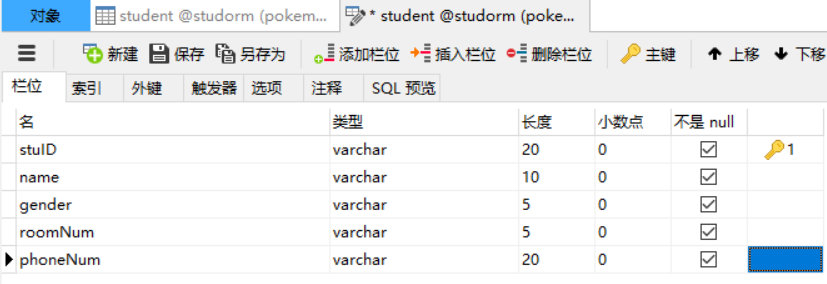 对象 student @studorm (pokem... * student @studorm (poke...
新建 保存 另存为 添加栏位 插入栏位 删除栏位 主键 上移 下移
栏位 索引 外键 触发器 选项 注释 SQL 预览
名 类型 长度 小数点 不是 null
stuID varchar 20 0 1
name varchar 10 0
gender varchar 5 0
roomNum varchar 5 0
phoneNum varchar 20 0